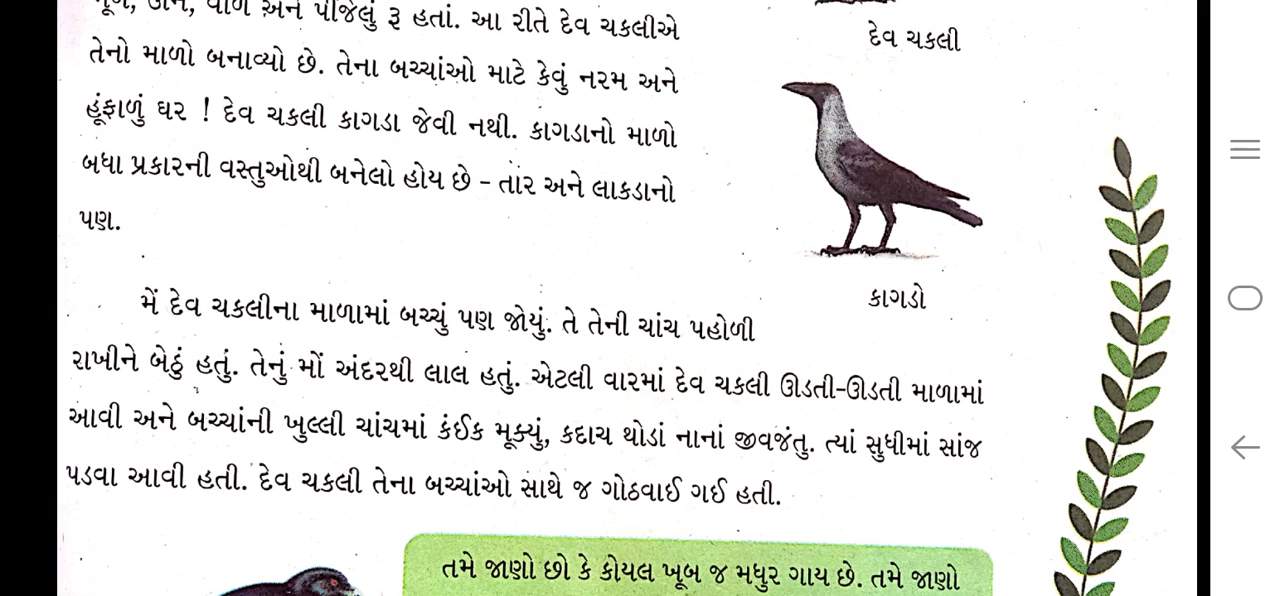 મૂળ, ઊન, વાળ અને પીંજેલું રૂ હતાં. આ રીતે દેવ ચકલીએ
દેવ ચકલી
તેનો માળો બનાવ્યો છે. તેના બચ્ચાંઓ માટે કેવું નરમ અને
હૂંફાળું ઘર ! દેવ ચકલી કાગડા જેવી નથી. કાગડાનો માળો
બધા પ્રકારની વસ્તુઓથી બનેલો હોય છે – તાર અને લાકડાનો
પણ.
કાગડો
મેં દેવ ચકલીના માળામાં બચ્ચું પણ જોયું. તે તેની ચાંચ પહોળી
રાખીને બેઠું હતું. તેનું મોં અંદરથી લાલ હતું. એટલી વારમાં દેવ ચકલી ઊડતી-ઊડતી માળામાં
આવી અને બચ્ચાંની ખુલ્લી ચાંચમાં કંઈક મૂક્યું, કદાચ થોડાં નાનાં જીવજંતુ. ત્યાં સુધીમાં સાંજ
પડવા આવી હતી. દેવ ચકલી તેના બચ્ચાંઓ સાથે જ ગોઠવાઈ ગઈ હતી.
તમે જાણો છો કે કોયલ ખૂબ જ મધુર ગાય છે. તમે જાણો